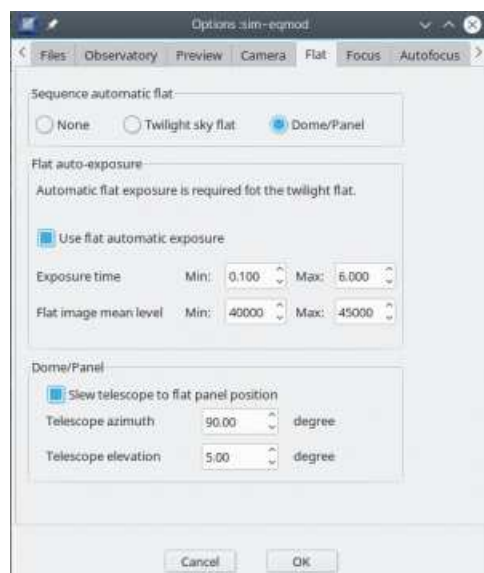 Options :sim-eqmod
Files Observatory Preview Camera Flat Focus Autofocus
Sequence automatic flat
None Twilight sky flat Dome/Panel
Flat auto-exposure
Automatic flat exposure is required fot the twilight flat.
Use flat automatic exposure
Exposure time Min: 0.100 Max: 6.000
Flat image mean level Min: 40000 Max: 45000
Dome/Panel
Slew telescope to flat panel position
Telescope azimuth 90.00 degree
Telescope elevation 5.00 degree
Cancel OK